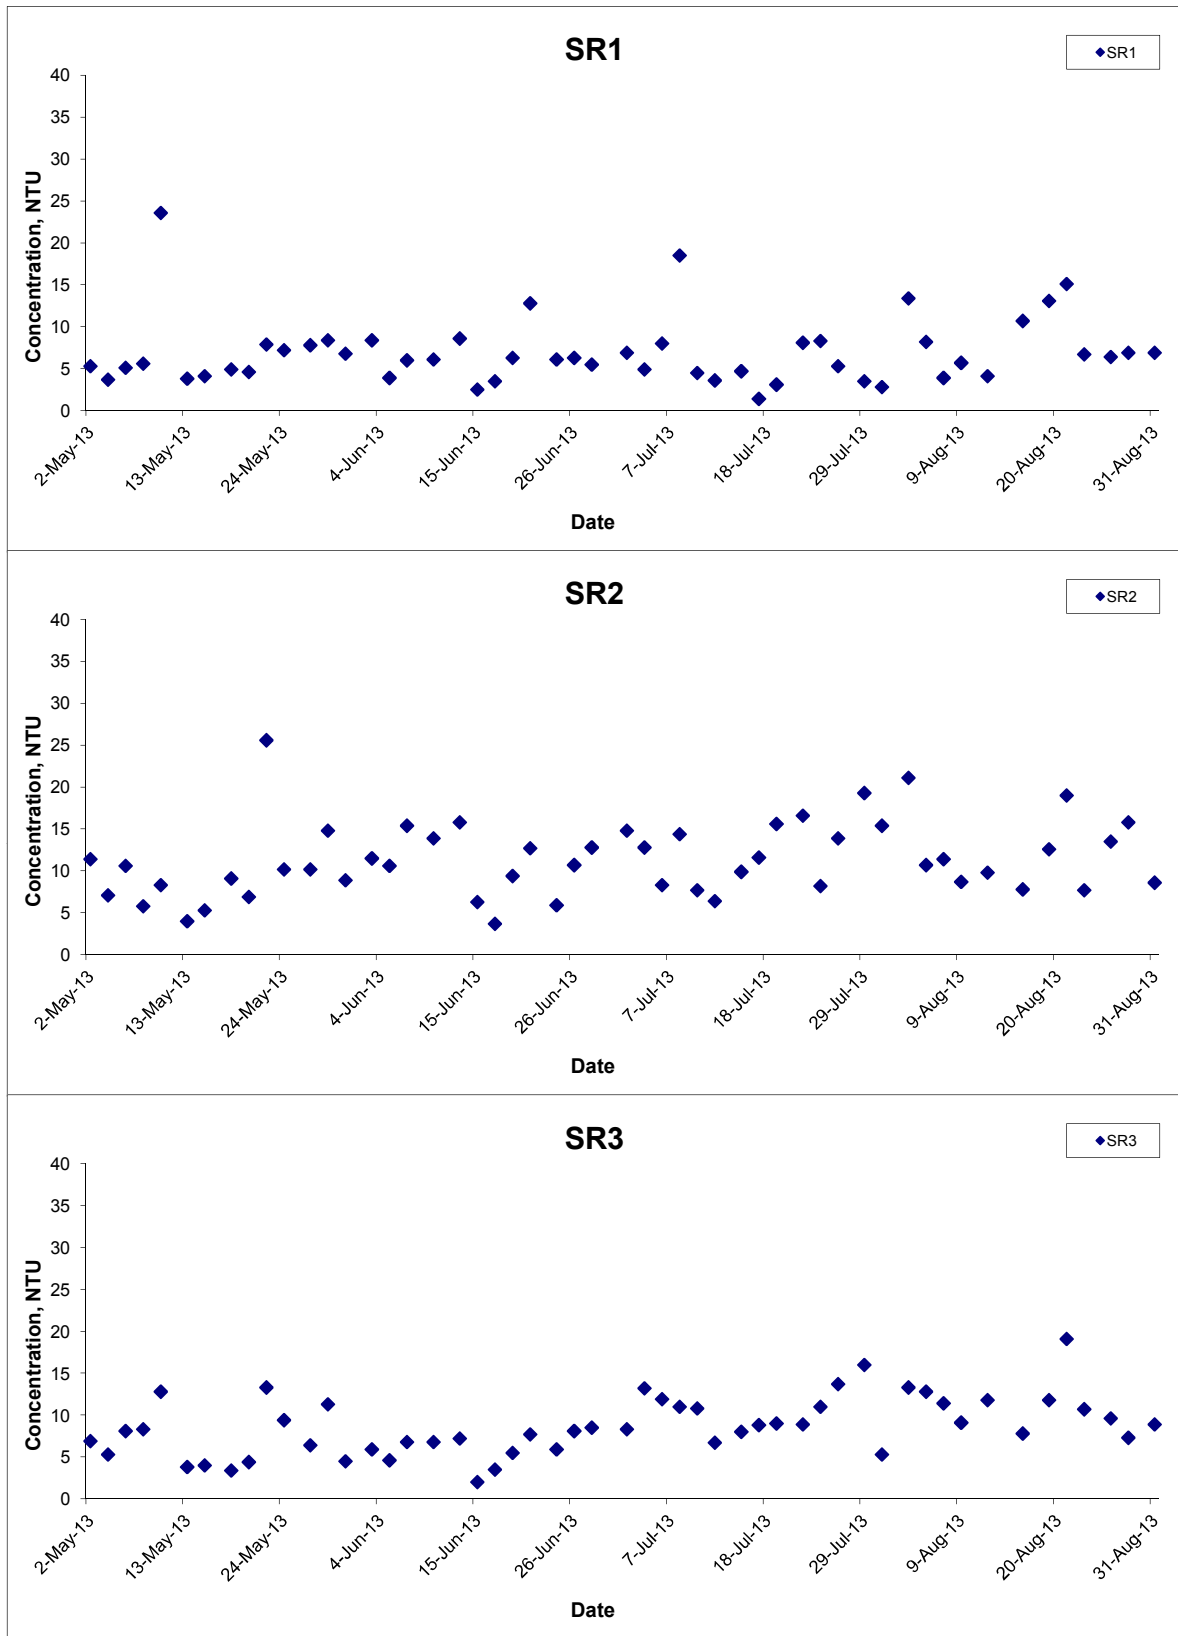 SR1
SR1
40
35
30
25
20
15
10
5
0
Concentration, NTU
2-May-13
13-May-13
24-May-13
4-Jun-13
15-Jun-13
26-Jun-13
7-Jul-13
18-Jul-13
29-Jul-13
9-Aug-13
20-Aug-13
31-Aug-13
Date
SR2
SR2
40
35
30
25
20
15
10
5
0
Concentration, NTU
2-May-13
13-May-13
24-May-13
4-Jun-13
15-Jun-13
26-Jun-13
7-Jul-13
18-Jul-13
29-Jul-13
9-Aug-13
20-Aug-13
31-Aug-13
Date
SR3
SR3
40
35
30
25
20
15
10
5
0
Concentration, NTU
2-May-13
13-May-13
24-May-13
4-Jun-13
15-Jun-13
26-Jun-13
7-Jul-13
18-Jul-13
29-Jul-13
9-Aug-13
20-Aug-13
31-Aug-13
Date